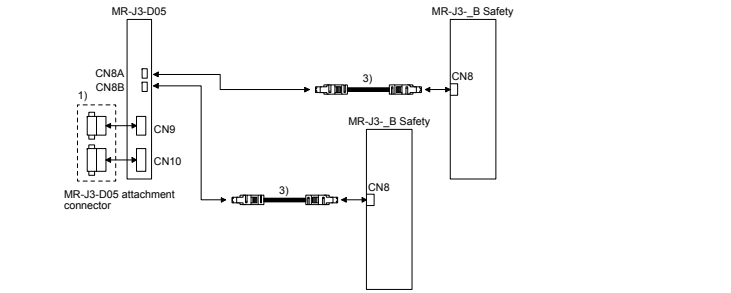 MR-J3-D05
MR-J3-_B Safety
CN8A
CN8B
3)
CN8
1)
CN9
MR-J3-_B Safety
CN10
MR-J3-D05 attachment
connector
3)
CN8